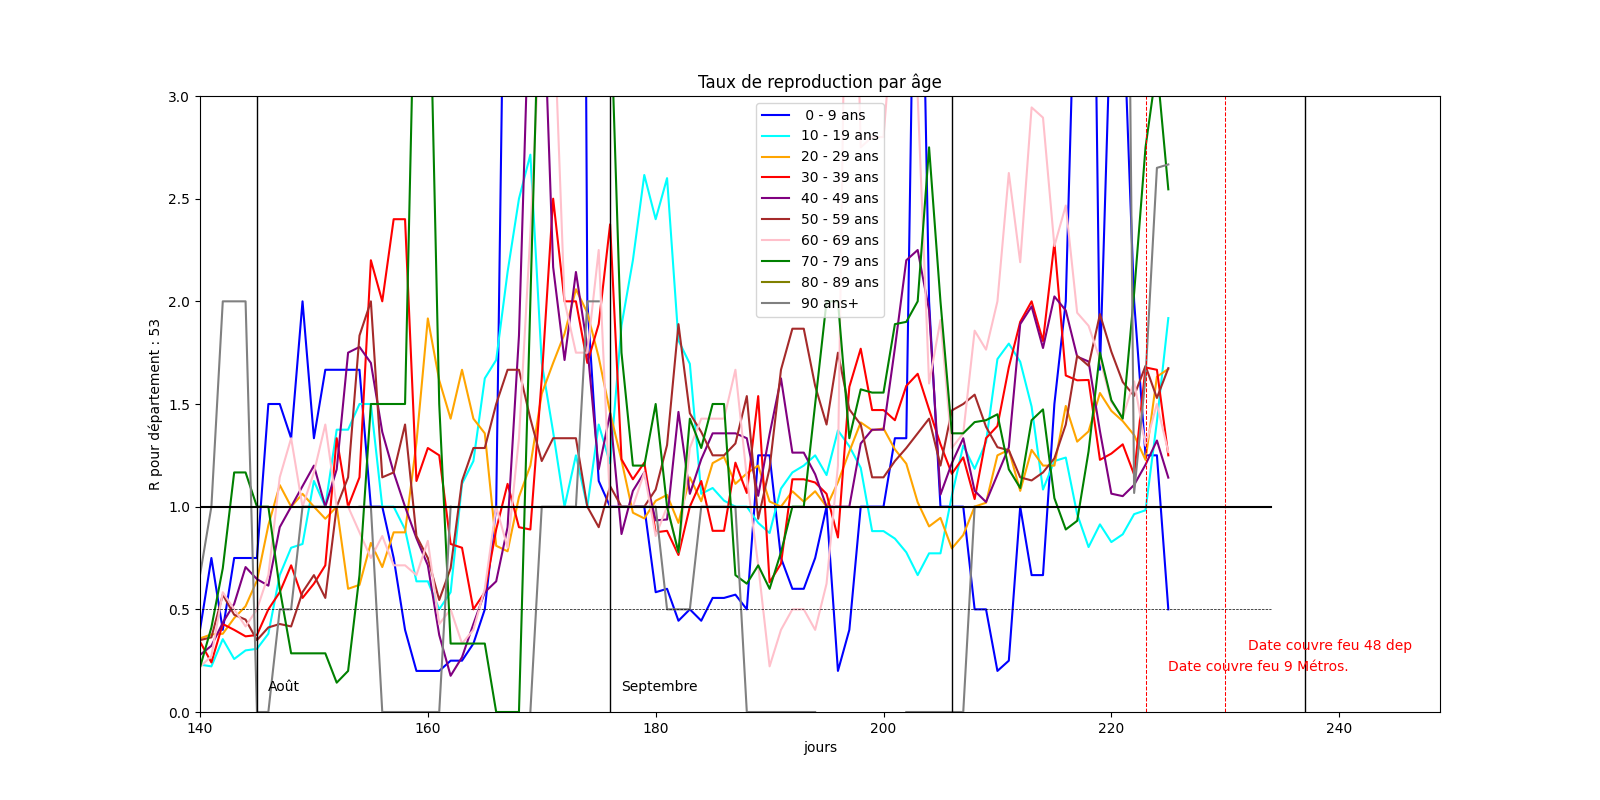 Taux de reproduction par âge
R pour département : 53
3.0
2.5
2.0
1.5
1.0
0.5
0.0
0 - 9 ans
10 - 19 ans
20 - 29 ans
30 - 39 ans
40 - 49 ans
50 - 59 ans
60 - 69 ans
70 - 79 ans
80 - 89 ans
90 ans+
Date couvre feu 48 dep
Date couvre feu 9 Métros.
Août
Septembre
140
160
180
200
220
240
jours